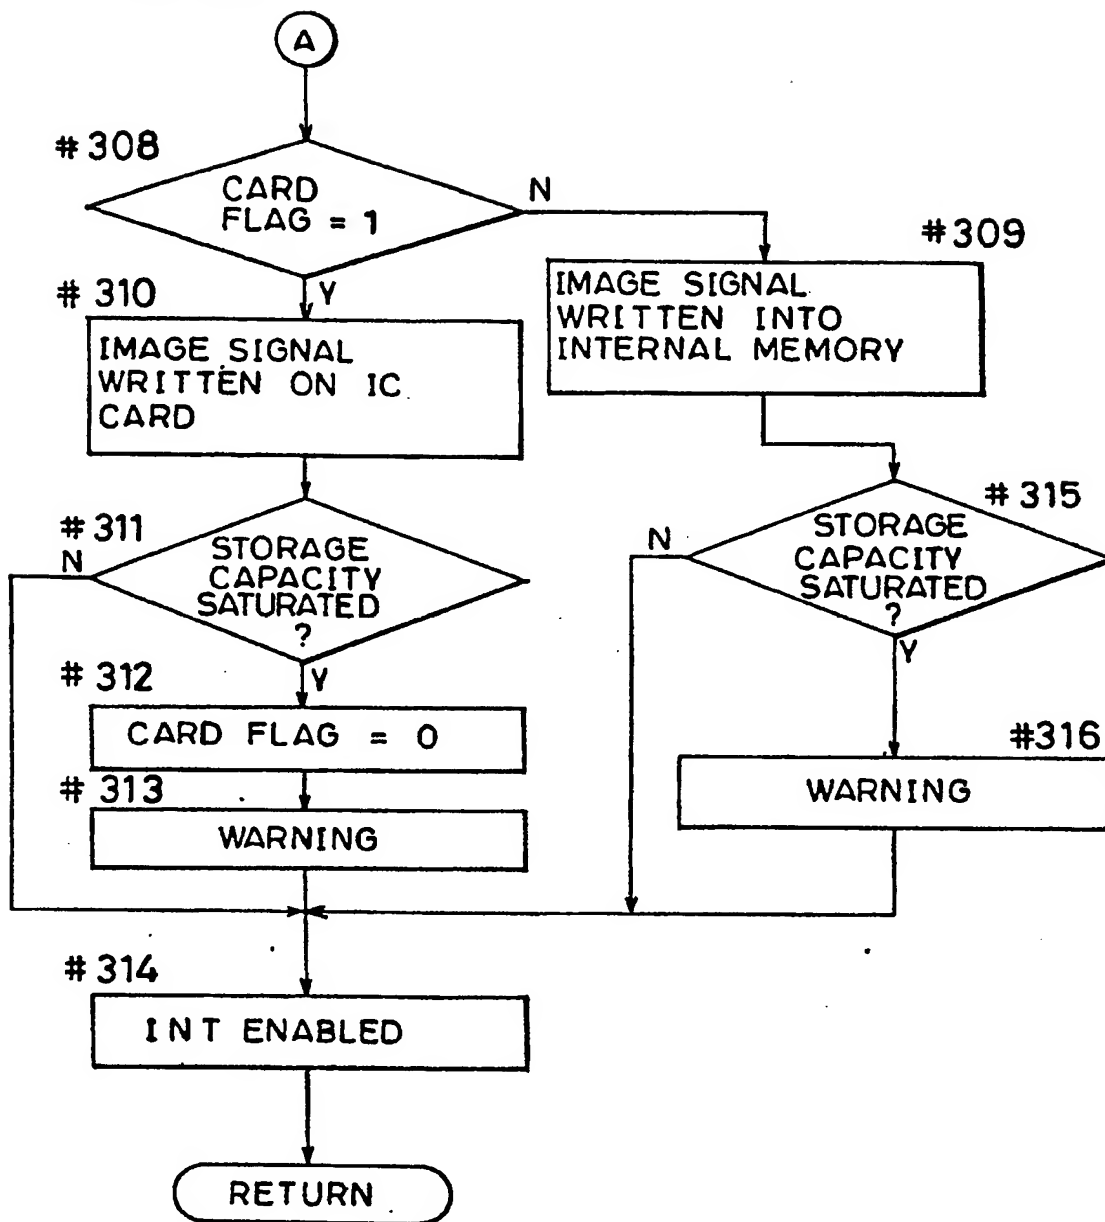 A
#308
CARD
FLAG = 1
N
Y
#309
IMAGE SIGNAL
WRITTEN INTO
INTERNAL MEMORY
#310
IMAGE SIGNAL
WRITTEN ON IC
CARD
#311
N
STORAGE
CAPACITY
SATURATED
?
Y
#315
N
STORAGE
CAPACITY
SATURATED
?
Y
#312
CARD FLAG = 0
#313
WARNING
#316
WARNING
#314
INT ENABLED
RETURN